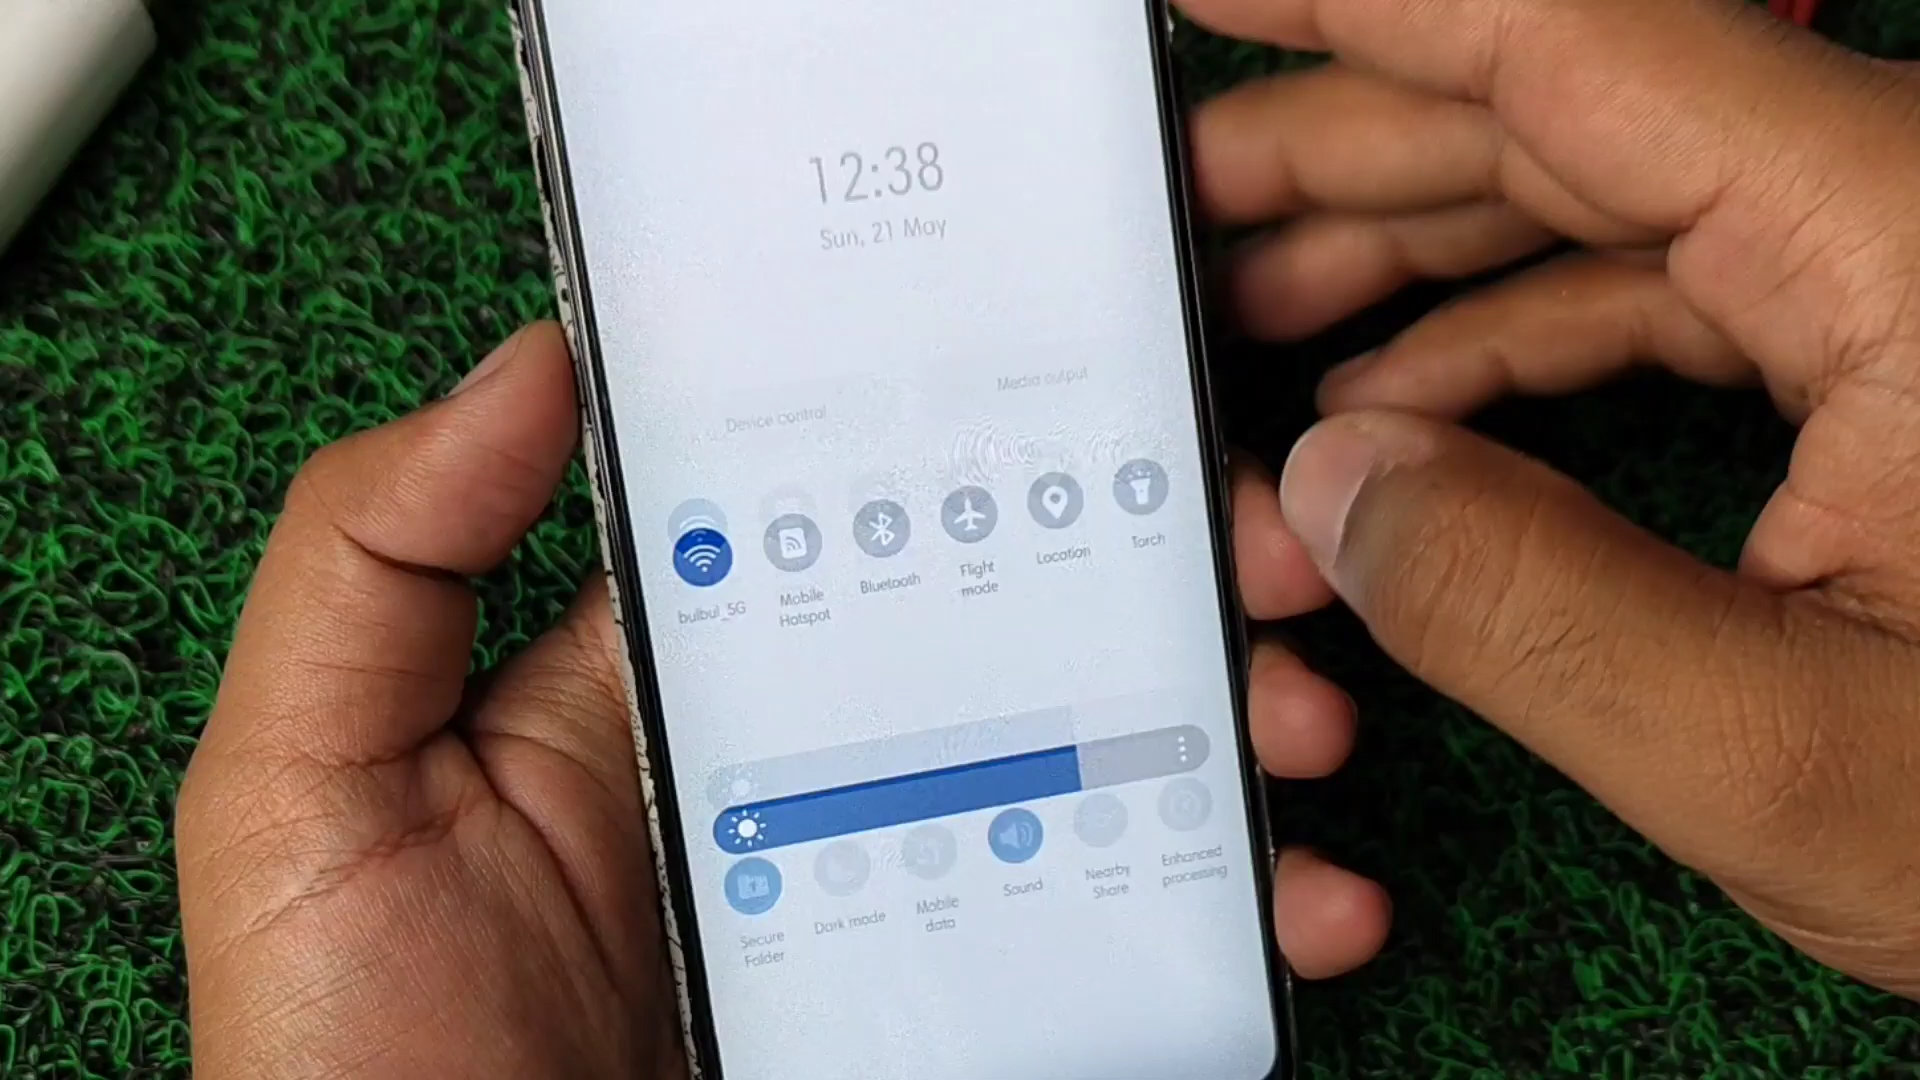 12:38
Sun, 21 May
Device control
Media output
bulbul_5G
Mobile
Hotspot
Bluetooth
Flight
mode
Location
Torch
Secure
Folder
Dark mode
Mobile
data
Sound
Nearby
Share
Enhanced
processing